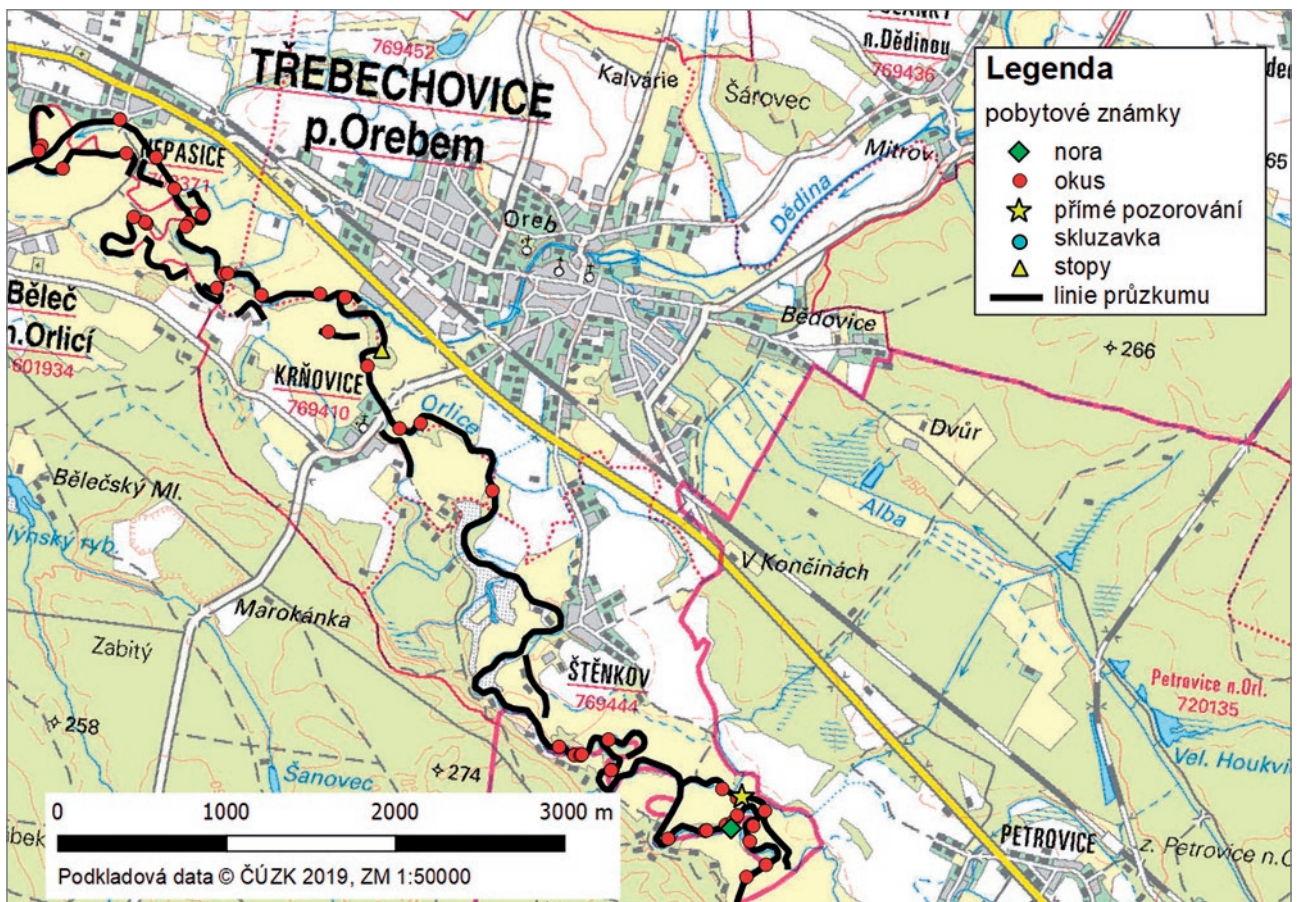 769452
TŘEBECHOVICE
p.Orebem
Kalvárie
Šárovec
n.Dědinou
769436
Mitrov
Dědina
Oreb
NEPASICE
Běleč
n.Orlicí
601934
KRŇOVICE
769410
Orlice
Bědovice
266
Dvůr
250
Alba
V Končinách
Bělečský Ml.
Marokánka
Zabitý
258
Šanovec
274
ŠTĚNKOV
769444
Petrovice n.Orl.
720135
Vel. Houkvi
PETROVICE
z. Petrovice n.O
65
Legenda
pobytové známky
nora
okus
přímé pozorování
skluzavka
stopy
linie průzkumu
0 1000 2000 3000 m
Podkladová data © ČÚZK 2019, ZM 1:50000